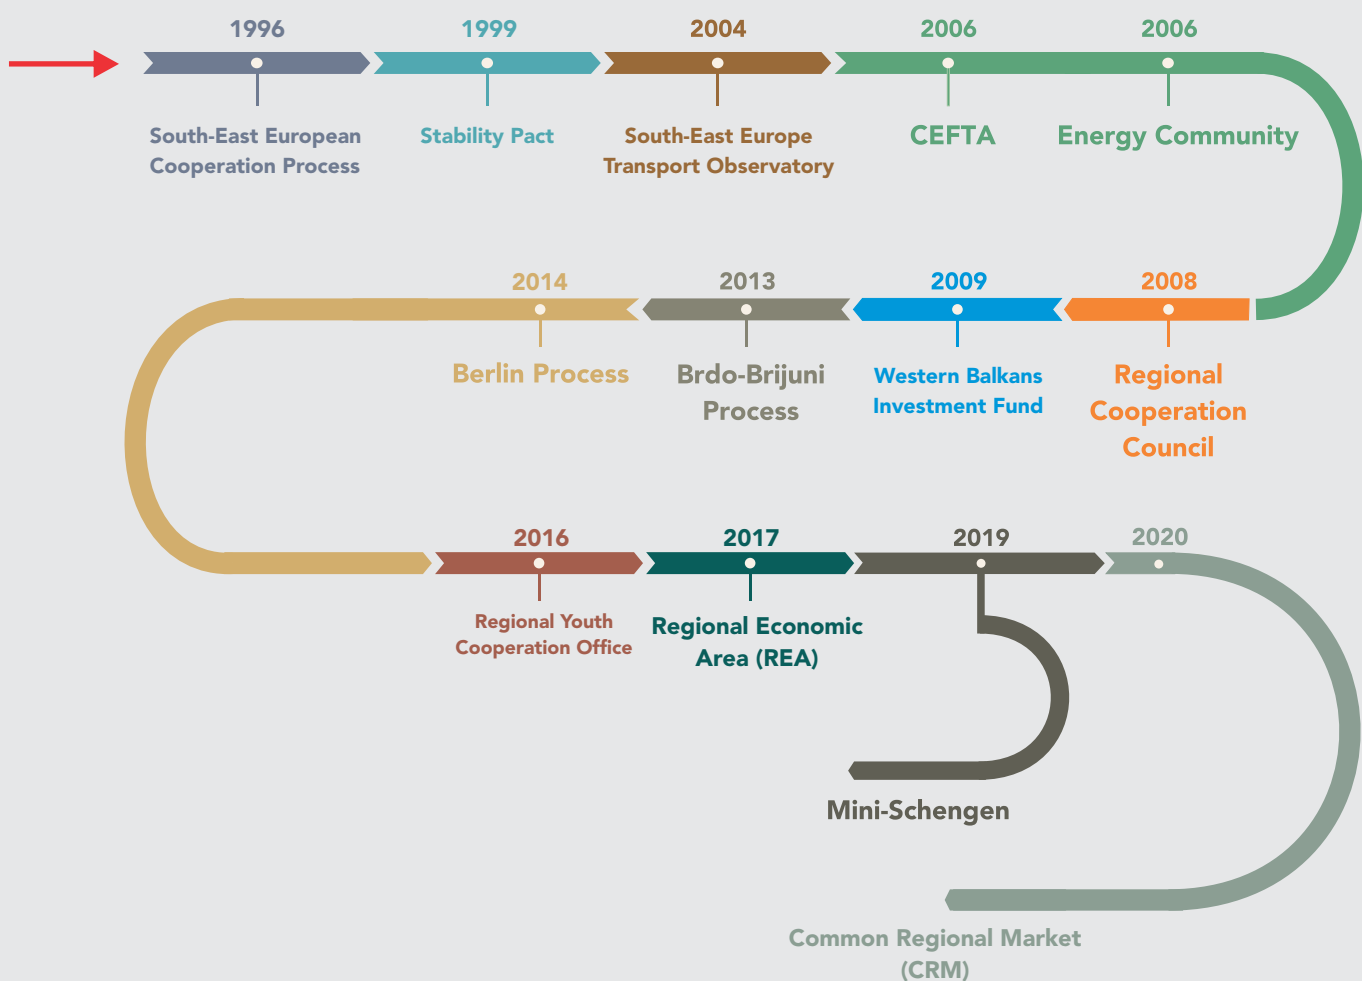 1996
South-East European
Cooperation Process
1999
Stability Pact
2004
South-East Europe
Transport Observatory
2006
CEFTA
2006
Energy Community
2008
Regional
Cooperation
Council
2009
Western Balkans
Investment Fund
2013
Brdo-Brijuni
Process
2014
Berlin Process
2016
Regional Youth
Cooperation Office
2017
Regional Economic
Area (REA)
2019
Mini-Schengen
2020
Common Regional Market
(CRM)